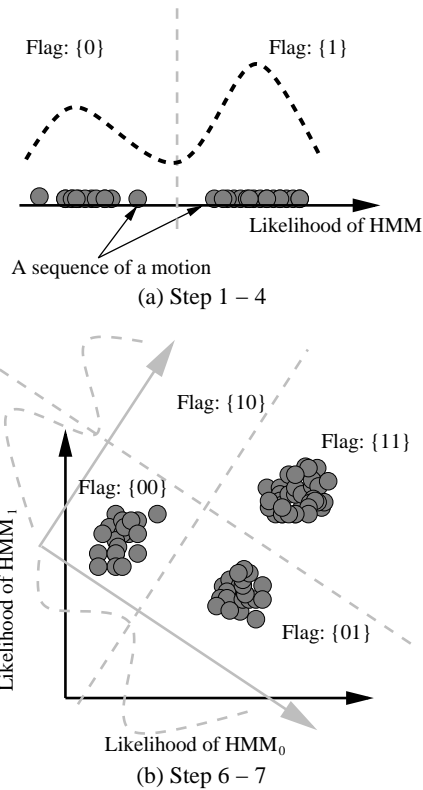 Flag: {0}
Flag: {1}
Likelihood of HMM
A sequence of a motion
(a) Step 1 – 4
Flag: {10}
Flag: {11}
Flag: {00}
Flag: {01}
Likelihood of HMM1
Likelihood of HMM0
(b) Step 6 – 7